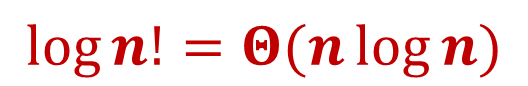 log n! = Θ(n log n)